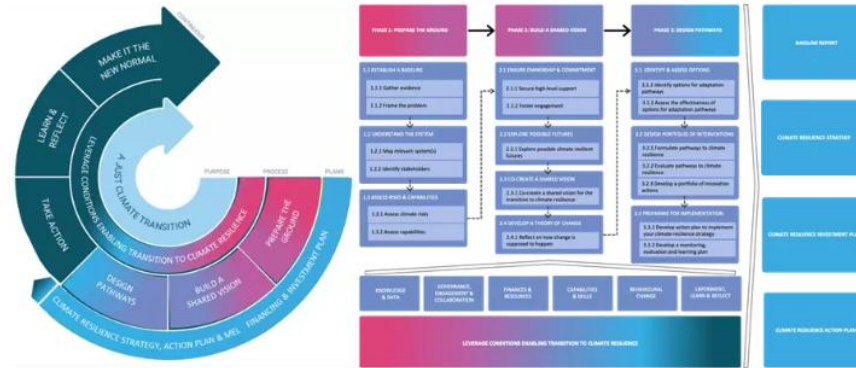 CONTINUOUS
MAKE IT THE
NEW NORMAL
LEARN &
REFLECT
TAKE ACTION
LEVERAGE CONDITIONS ENABLING TRANSITION TO CLIMATE RESILIENCE
A JUST CLIMATE TRANSITION
PURPOSE
PROCESS
PLANS
PREPARE THE
GROUND
BUILD A
SHARED VISION
DESIGN
PATHWAYS
CLIMATE RESILIENCE STRATEGY, ACTION PLAN & MEL
FINANCING & INVESTMENT PLAN
PHASE 1: PREPARE THE GROUND
1.1 ESTABLISH A BASELINE
1.1.1 Gather evidence
1.1.2 Frame the problem
1.2 UNDERSTAND THE SYSTEM
1.2.1 Map relevant system(s)
1.2.2 Identify stakeholders
1.3 ASSESS RISKS & CAPABILITIES
1.3.1 Assess climate risks
1.3.2 Assess capabilities
PHASE 2: BUILD A SHARED VISION
2.1 ENSURE OWNERSHIP & COMMITMENT
2.1.1 Secure high level support
2.1.2 Foster engagement
2.2 EXPLORE POSSIBLE FUTURES
2.2.1 Explore possible climate resilient
futures
2.3 CO-CREATE A SHARED VISION
2.3.1 Co-create a shared vision for the
transition to climate resilience
2.4 DEVELOP A THEORY OF CHANGE
2.4.1 Reflect on how change is
supposed to happen
PHASE 3: DESIGN PATHWAYS
3.1 IDENTIFY & ASSESS OPTIONS
3.1.1 Identify options for adaptation
pathways
3.1.2 Assess the effectiveness of
options for adaptation pathways
3.2 DESIGN PORTFOLIO OF INTERVENTIONS
3.2.1 Formulate pathways to climate
resilience
3.2.2 Evaluate pathways to climate
resilience
3.2.3 Develop a portfolio of innovation
actions
3.3 PREPARING FOR IMPLEMENTATION
3.3.1 Develop action plan to implement
your climate resilience strategy
3.3.2 Develop a monitoring,
evaluation and learning plan
KNOWLEDGE
& DATA
GOVERNANCE,
ENGAGEMENT &
COLLABORATION
FINANCES &
RESOURCES
CAPABILITIES
& SKILLS
BEHAVIOURAL
CHANGE
EXPERIMENT,
LEARN & REFLECT
LEVERAGE CONDITIONS ENABLING TRANSITION TO CLIMATE RESILIENCE
BASELINE REPORT
CLIMATE RESILIENCE STRATEGY
CLIMATE RESILIENCE INVESTMENT PLAN
CLIMATE RESILIENCE ACTION PLAN